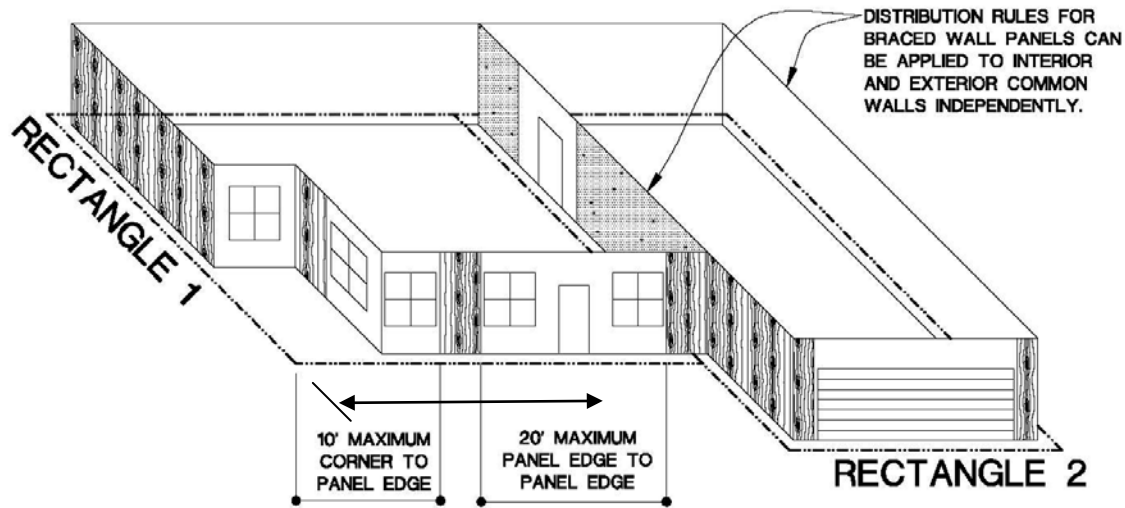 DISTRIBUTION RULES FOR
BRACED WALL PANELS CAN
BE APPLIED TO INTERIOR
AND EXTERIOR COMMON
WALLS INDEPENDENTLY.
RECTANGLE 1
10' MAXIMUM
CORNER TO
PANEL EDGE
20' MAXIMUM
PANEL EDGE TO
PANEL EDGE
RECTANGLE 2